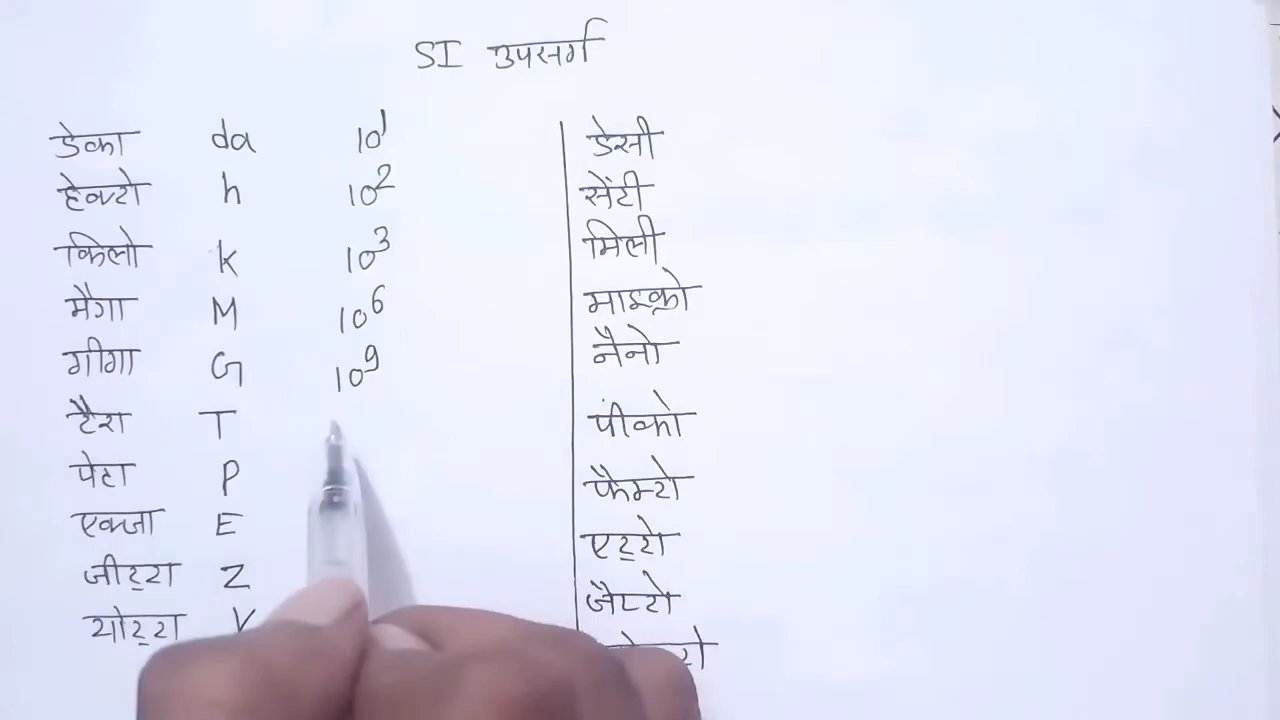 SI उपसर्ग
डेका da 10¹
हेक्टो h 10²
किलो k 10³
मैगा M 10⁶
गीगा G 10⁹
टैरा T
पेटा P
एक्जा E
जीट्टा Z
योट्टा
डेसी
सेंटी
मिली
माइक्रो
नैनो
पीको
फैम्टो
एट्टो
जैप्टो